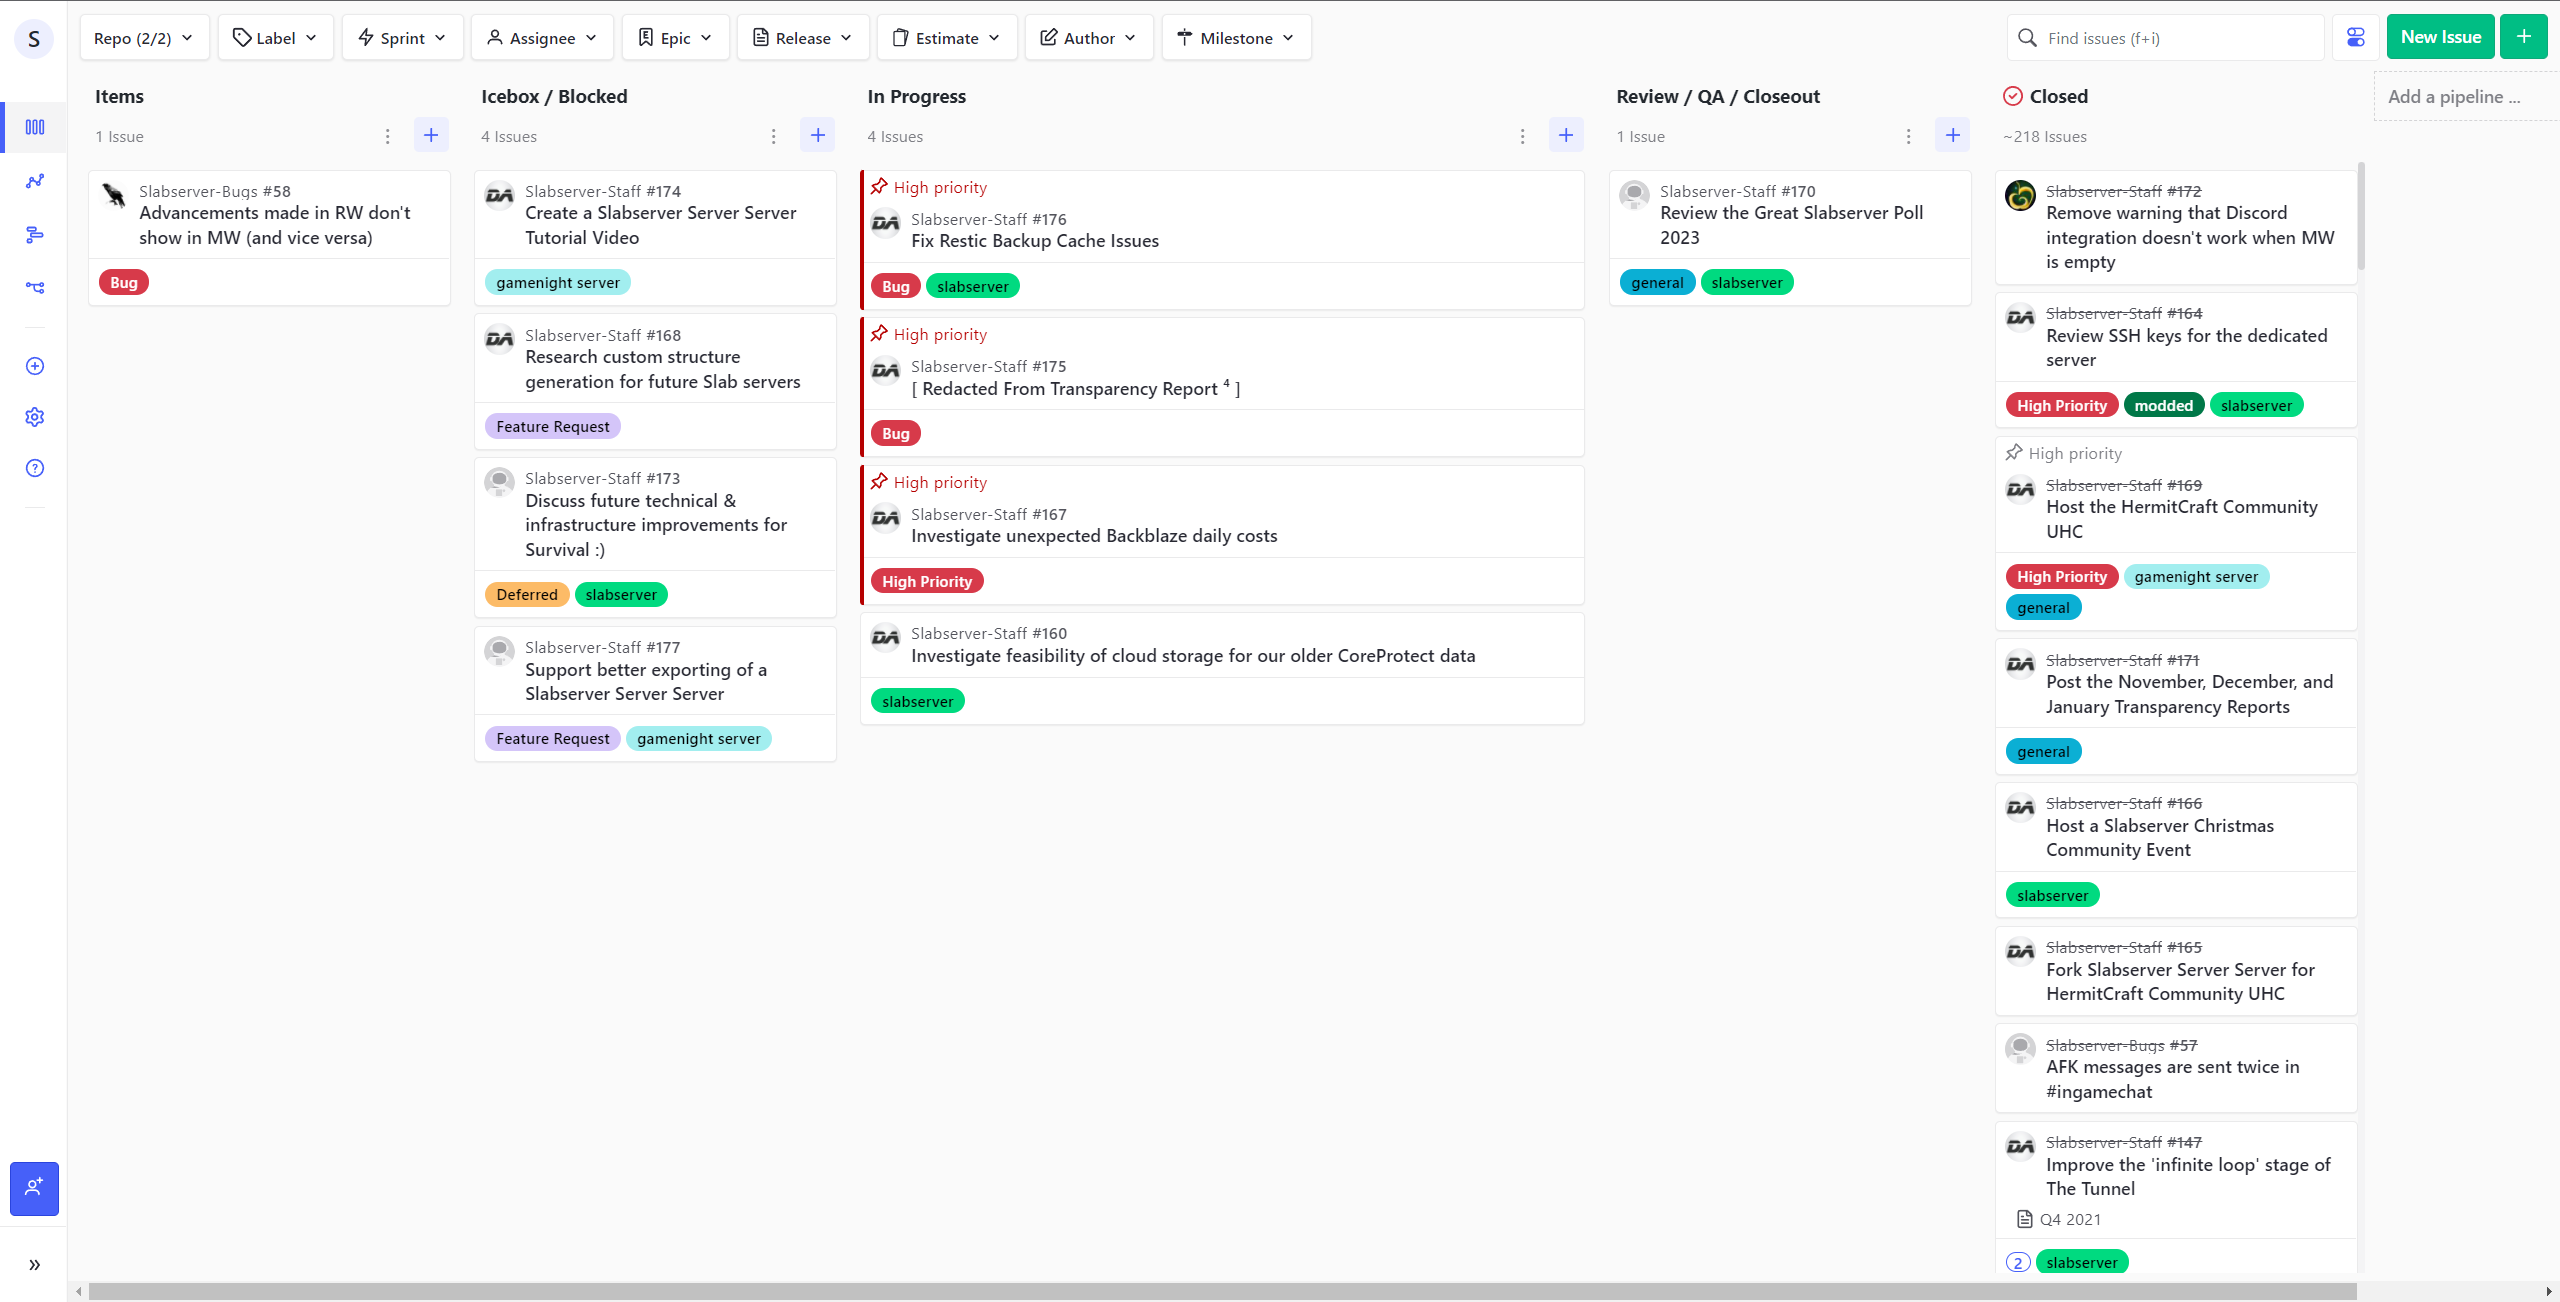 S
Repo (2/2)
Label
Sprint
Assignee
Epic
Release
Estimate
Author
Milestone
Find issues (f+i)
New Issue
Items
1 Issue
Slabserver-Bugs #58
Advancements made in RW don't
show in MW (and vice versa)
Bug
Icebox / Blocked
4 Issues
DA
Slabserver-Staff #174
Create a Slabserver Server Server
Tutorial Video
gamenight server
DA
Slabserver-Staff #168
Research custom structure
generation for future Slab servers
Feature Request
Slabserver-Staff #173
Discuss future technical &
infrastructure improvements for
Survival :)
Deferred slabserver
Slabserver-Staff #177
Support better exporting of a
Slabserver Server Server
Feature Request gamenight server
In Progress
4 Issues
High priority
DA
Slabserver-Staff #176
Fix Restic Backup Cache Issues
Bug slabserver
High priority
DA
Slabserver-Staff #175
[ Redacted From Transparency Report ⁴ ]
Bug
High priority
DA
Slabserver-Staff #167
Investigate unexpected Backblaze daily costs
High Priority
DA
Slabserver-Staff #160
Investigate feasibility of cloud storage for our older CoreProtect data
slabserver
Review / QA / Closeout
1 Issue
Slabserver-Staff #170
Review the Great Slabserver Poll
2023
general slabserver
Closed
~218 Issues
Slabserver-Staff #172
Remove warning that Discord
integration doesn't work when MW
is empty
DA
Slabserver-Staff #164
Review SSH keys for the dedicated
server
High Priority modded slabserver
High priority
DA
Slabserver-Staff #169
Host the HermitCraft Community
UHC
High Priority gamenight server
general
DA
Slabserver-Staff #171
Post the November, December, and
January Transparency Reports
general
DA
Slabserver-Staff #166
Host a Slabserver Christmas
Community Event
slabserver
DA
Slabserver-Staff #165
Fork Slabserver Server Server for
HermitCraft Community UHC
Slabserver-Bugs #57
AFK messages are sent twice in
#ingamechat
DA
Slabserver-Staff #147
Improve the 'infinite loop' stage of
The Tunnel
Q4 2021
2 slabserver
Add a pipeline ...